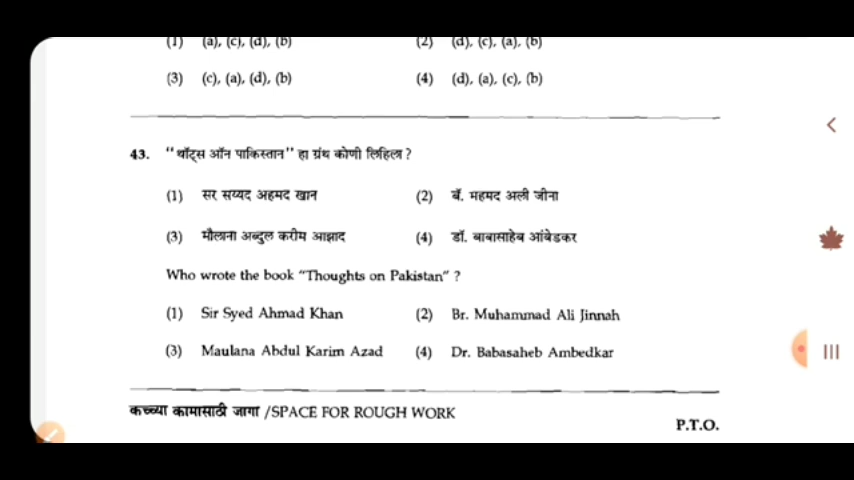 (1) (a), (c), (d), (b) (2) (d), (c), (a), (b)
(3) (c), (a), (d), (b) (4) (d), (a), (c), (b)
43. “थॉट्स ऑन पाकिस्तान” हा ग्रंथ कोणी लिहिला ?
(1) सर सय्यद अहमद खान (2) बॅ. महमद अली जीना
(3) मौलाना अब्दुल करीम आझाद (4) डॉ. बाबासाहेब आंबेडकर
Who wrote the book “Thoughts on Pakistan” ?
(1) Sir Syed Ahmad Khan (2) Br. Muhammad Ali Jinnah
(3) Maulana Abdul Karim Azad (4) Dr. Babasaheb Ambedkar
कच्च्या कामासाठी जागा /SPACE FOR ROUGH WORK
P.T.O.